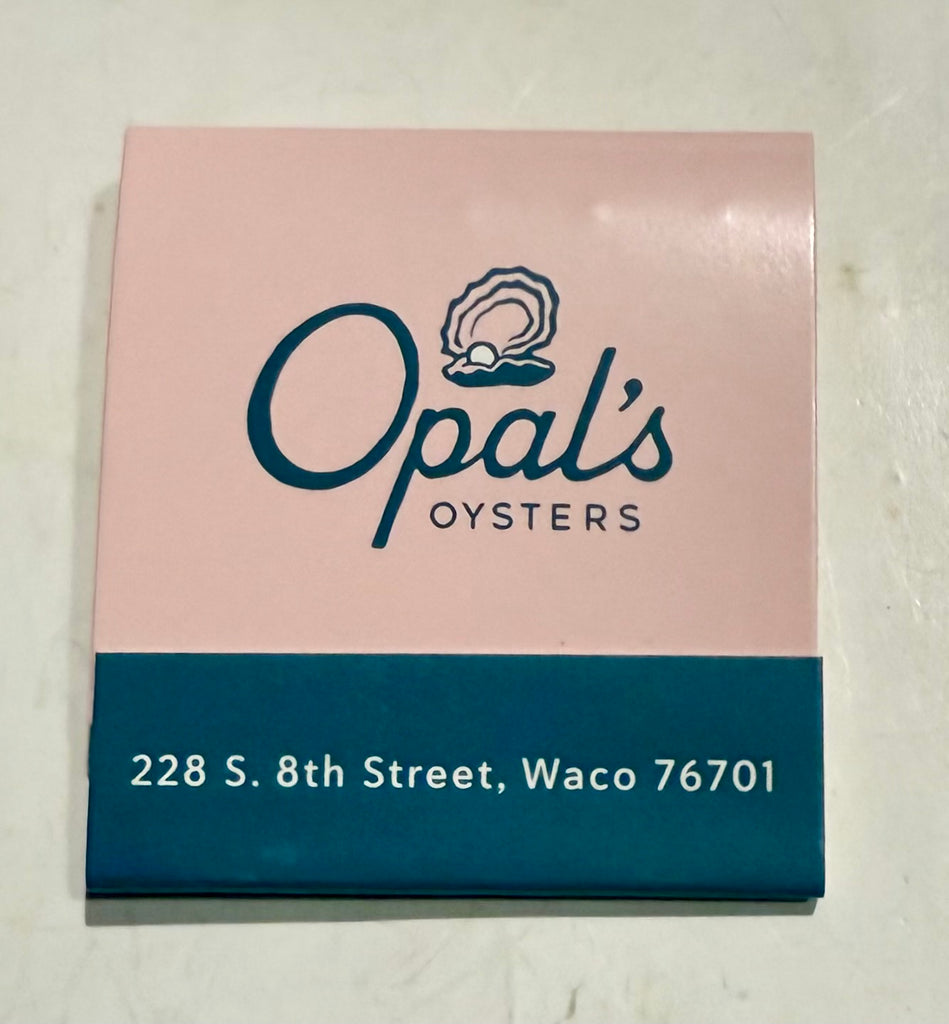 Opal's
OYSTERS
228 S. 8th Street, Waco 76701